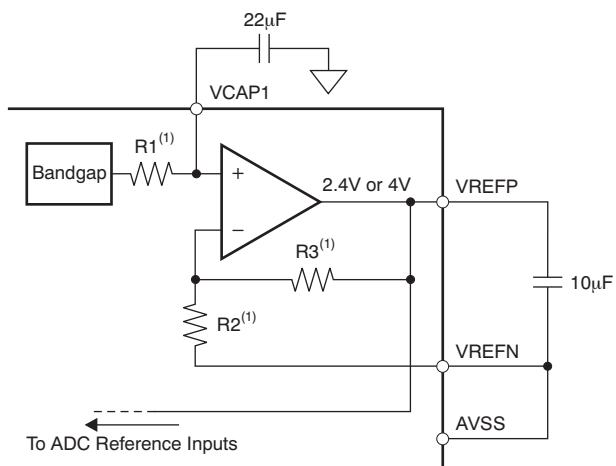 22μF
VCAP1
R1(1)
Bandgap
+
2.4V or 4V
VREFP
−
R3(1)
10μF
R2(1)
VREFN
AVSS
To ADC Reference Inputs